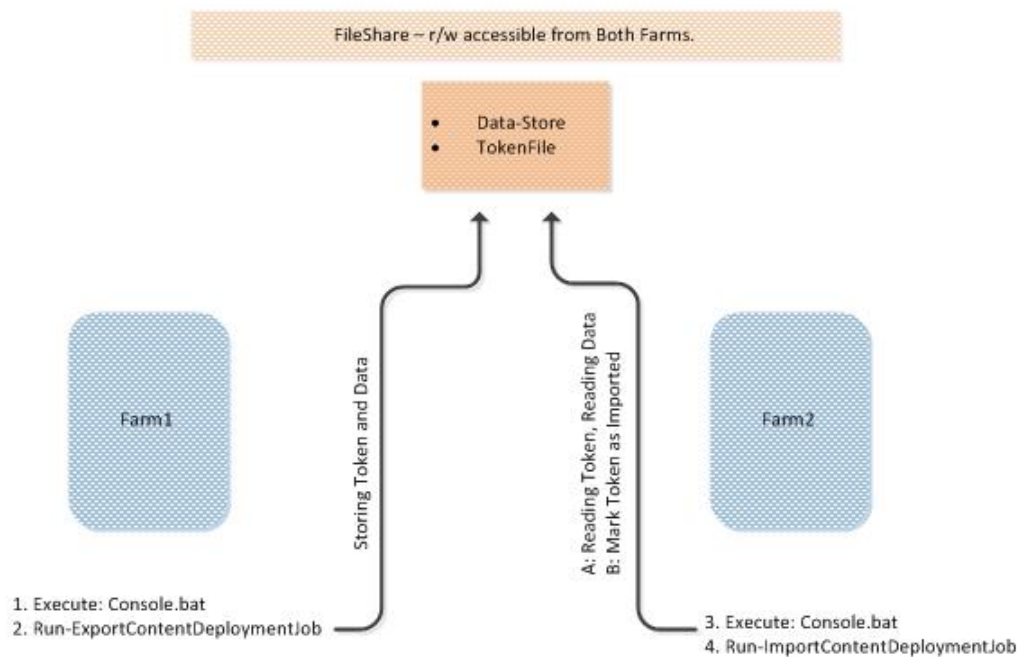 FileShare – r/w accessible from Both Farms.
• Data-Store
• TokenFile
Farm1
Storing Token and Data
A: Reading Token, Reading Data
B: Mark Token as Imported
Farm2
1. Execute: Console.bat
2. Run-ExportContentDeploymentJob
3. Execute: Console.bat
4. Run-ImportContentDeploymentJob